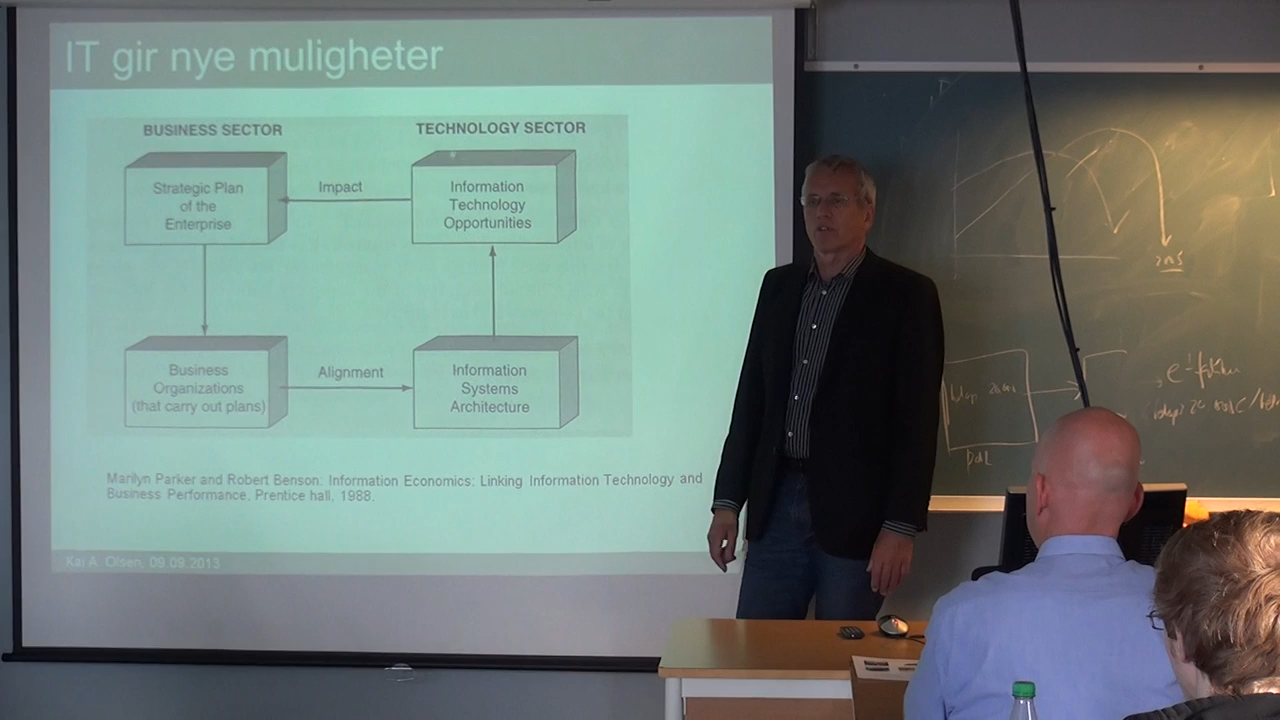 IT gir nye muligheter
BUSINESS SECTOR
TECHNOLOGY SECTOR
Strategic Plan
of the
Enterprise
Impact
Information
Technology
Opportunities
Business
Organizations
(that carry out plans)
Alignment
Information
Systems
Architecture
Marilyn Parker and Robert Benson: Information Economics: Linking Information Technology and
Business Performance, Prentice hall, 1988.
Kai A. Olsen, 09.09.2013